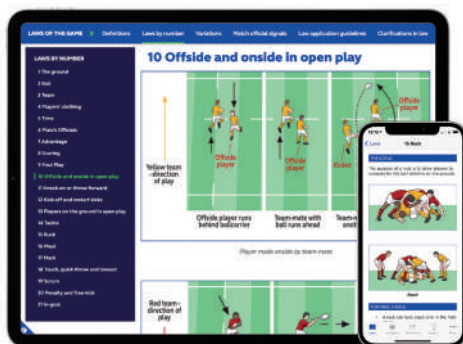 LAWS OF THE GAME
Definitions
Laws by number
Variations
Match official signals
Law application guidelines
Clarifications in Law
LAWS BY NUMBER
1 The ground
2 Ball
3 Team
4 Players' clothing
5 Time
6 Match Officials
7 Advantage
8 Scoring
9 Foul Play
10 Offside and onside in open play
11 Knock-on or throw forward
12 Kick-off and restart kicks
13 Players on the ground in open play
14 Tackle
15 Ruck
16 Maul
17 Mark
18 Touch, quick throw and lineout
19 Scrum
20 Penalty and free-kick
21 In-goal
10 Offside and onside in open play
Yellow team–
direction
of play
Offside
player
Offside
player
Offside
player
Kicker
Offside player runs
behind ballcarrier
Team-mate with
ball runs ahead
Player made onside by team-mate
Red team–
direction
15 Ruck